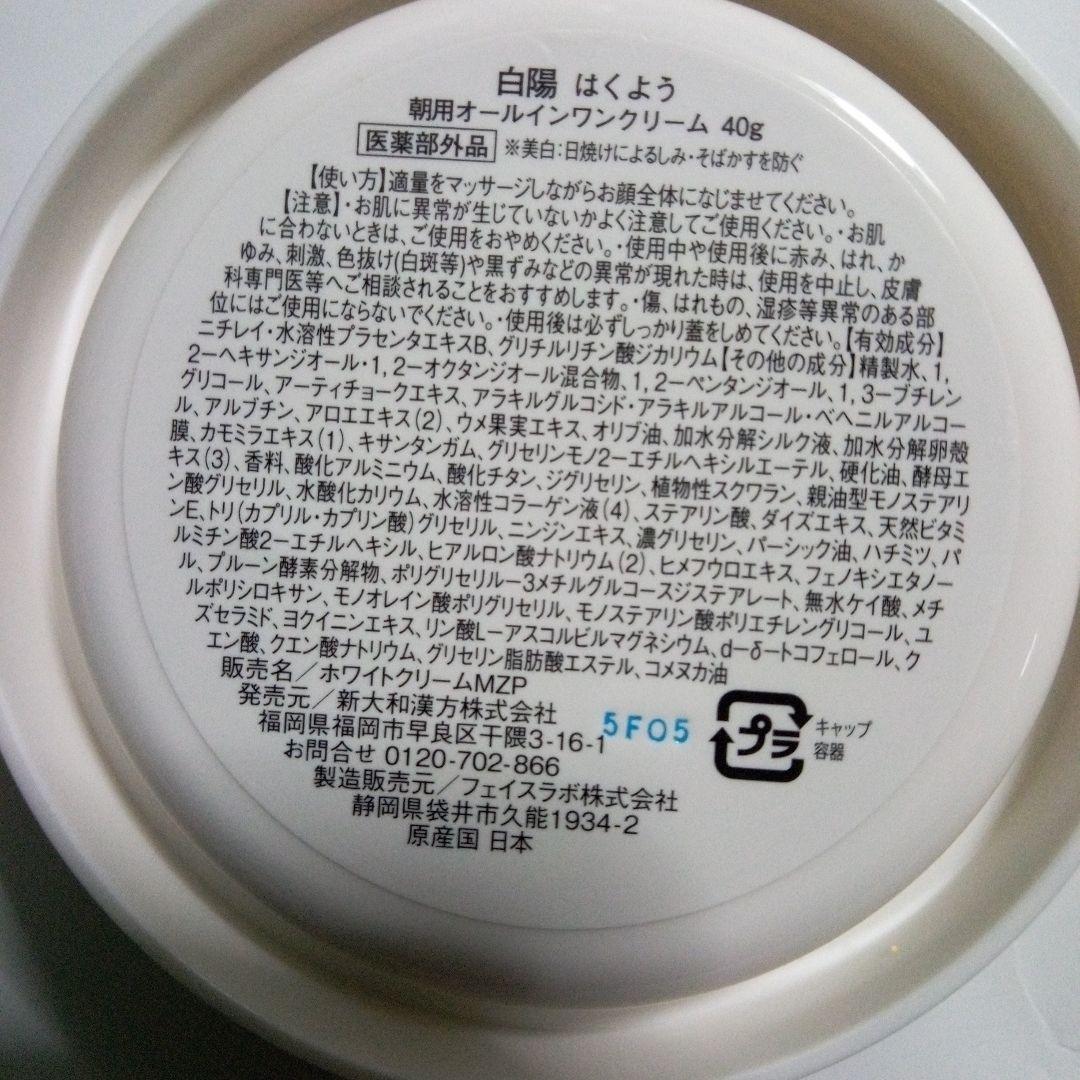 白陽 はくよう
朝用オールインワンクリーム 40g
医薬部外品 ※美白:日焼けによるしみ・そばかすを防ぐ
【使い方】適量をマッサージしながらお顔全体になじませてください。
【注意】・お肌に異常が生じていないかよく注意してご使用ください。・お肌
に合わないときは、ご使用をおやめください。・使用中や使用後に赤み、はれ、か
ゆみ、刺激、色抜け(白斑等)や黒ずみなどの異常が現れた時は、使用を中止し、皮膚
科専門医等へご相談されることをおすすめします。・傷、はれもの、湿疹等異常のある部
位にはご使用にならないでください。・使用後は必ずしっかり蓋をしめてください。【有効成分】
ニチレイ・水溶性プラセンタエキスB、グリチルリチン酸ジカリウム【その他の成分】精製水、1,
2ーヘキサンジオール・1,2ーオクタンジオール混合物、1,2ーペンタンジオール、1,3ーブチレン
グリコール、アーティチョークエキス、アラキルグルコシド・アラキルアルコール・ベヘニルアルコー
ル、アルブチン、アロエエキス(2)、ウメ果実エキス、オリブ油、加水分解シルク液、加水分解卵殻
膜、カモミラエキス(1)、キサンタンガム、グリセリンモノ2ーエチルヘキシルエーテル、硬化油、酵母エ
キス(3)、香料、酸化アルミニウム、酸化チタン、ジグリセリン、植物性スクワラン、親油型モノステアリ
ン酸グリセリル、水酸化カリウム、水溶性コラーゲン液(4)、ステアリン酸、ダイズエキス、天然ビタミ
ンE、トリ(カプリル・カプリン酸)グリセリル、ニンジンエキス、濃グリセリン、パーシック油、ハチミツ、パ
ルミチン酸2ーエチルヘキシル、ヒアルロン酸ナトリウム(2)、ヒメフウロエキス、フェノキシエタノー
ル、プルーン酵素分解物、ポリグリセリルー3メチルグルコースジステアレート、無水ケイ酸、メチ
ルポリシロキサン、モノオレイン酸ポリグリセリル、モノステアリン酸ポリエチレングリコール、ユ
ズセラミド、ヨクイニンエキス、リン酸Lーアスコルビルマグネシウム、dーδートコフェロール、ク
エン酸、クエン酸ナトリウム、グリセリン脂肪酸エステル、コメヌカ油
販売名/ホワイトクリームMZP
発売元/新大和漢方株式会社
福岡県福岡市早良区干隈3-16-1
5F05
お問合せ 0120-702-866
製造販売元/フェイスラボ株式会社
静岡県袋井市久能1934-2
原産国 日本
プラ
キャップ
容器